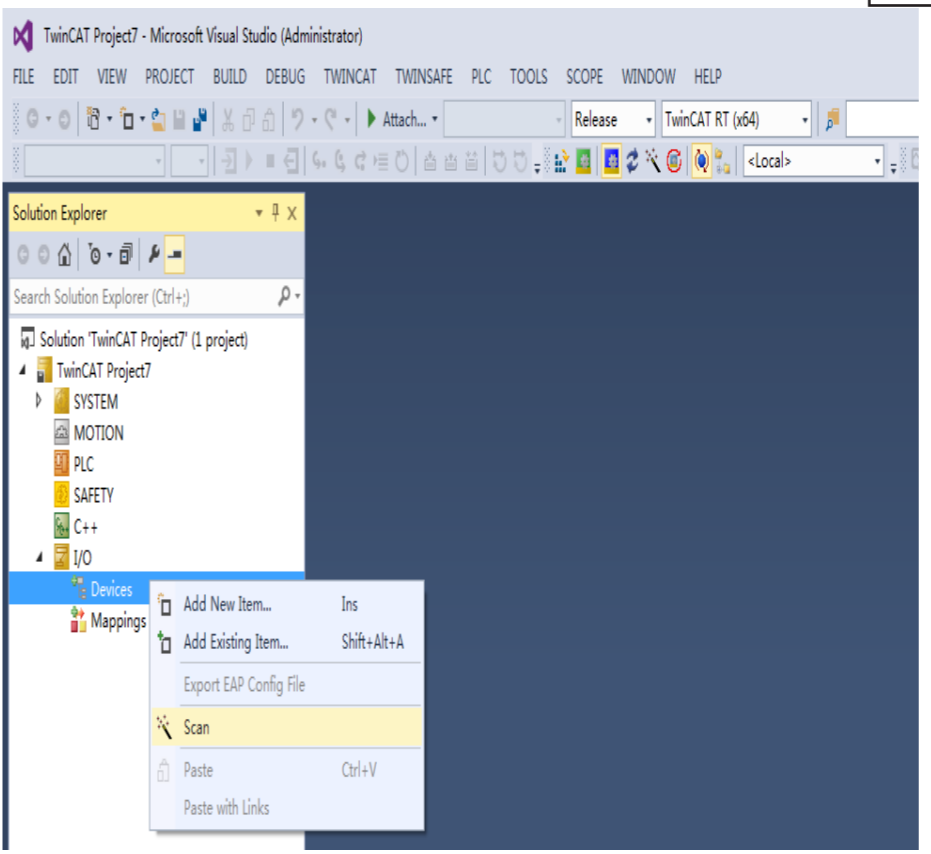 TwinCAT Project7 - Microsoft Visual Studio (Administrator)
FILE EDIT VIEW PROJECT BUILD DEBUG TWINCAT TWINSAFE PLC TOOLS SCOPE WINDOW HELP
Attach... Release TwinCAT RT (x64)
<Local>
Solution Explorer
Search Solution Explorer (Ctrl+;)
Solution 'TwinCAT Project7' (1 project)
TwinCAT Project7
SYSTEM
MOTION
PLC
SAFETY
C++
I/O
Devices
Mappings
Add New Item... Ins
Add Existing Item... Shift+Alt+A
Export EAP Config File
Scan
Paste Ctrl+V
Paste with Links